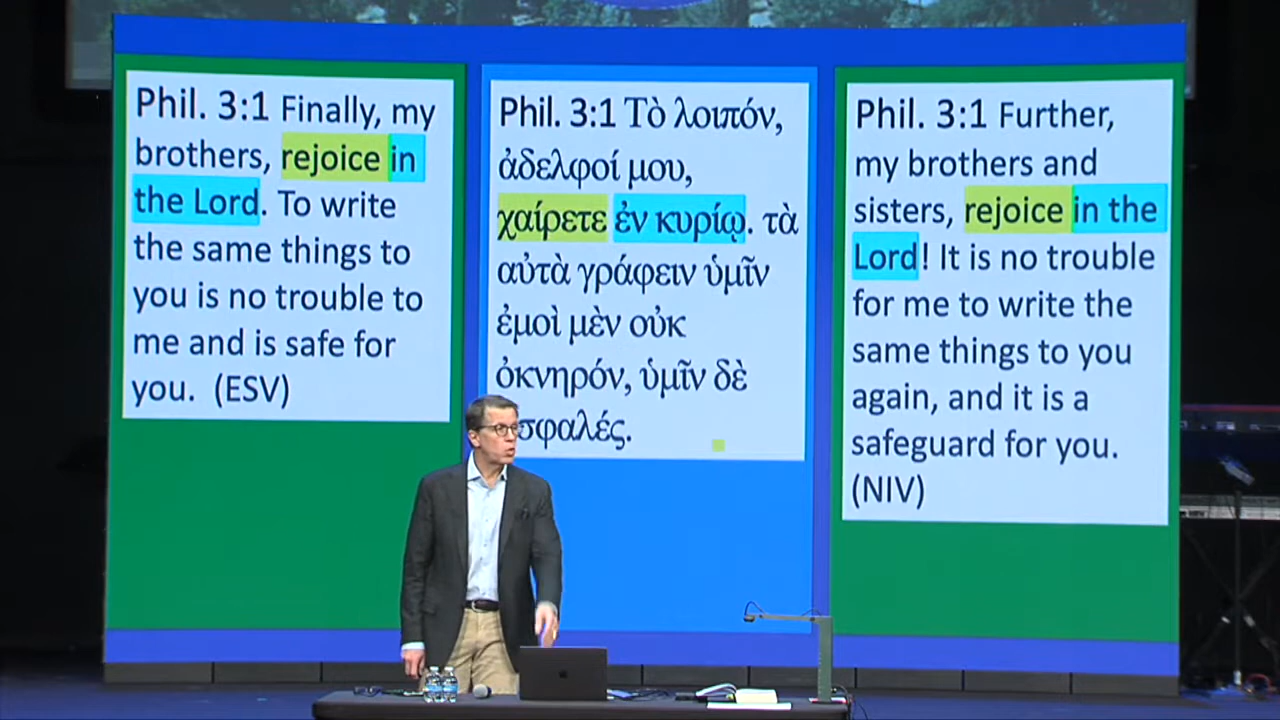 Phil. 3:1 Finally, my
brothers, rejoice in
the Lord. To write
the same things to
you is no trouble to
me and is safe for
you. (ESV)
Phil. 3:1 Τὸ λοιπόν,
ἀδελφοί μου,
χαίρετε ἐν κυρίῳ. τὰ
αὐτὰ γράφειν ὑμῖν
ἐμοὶ μὲν οὐκ
ὀκνηρόν, ὑμῖν δὲ
σφαλές.
Phil. 3:1 Further,
my brothers and
sisters, rejoice in the
Lord! It is no trouble
for me to write the
same things to you
again, and it is a
safeguard for you.
(NIV)